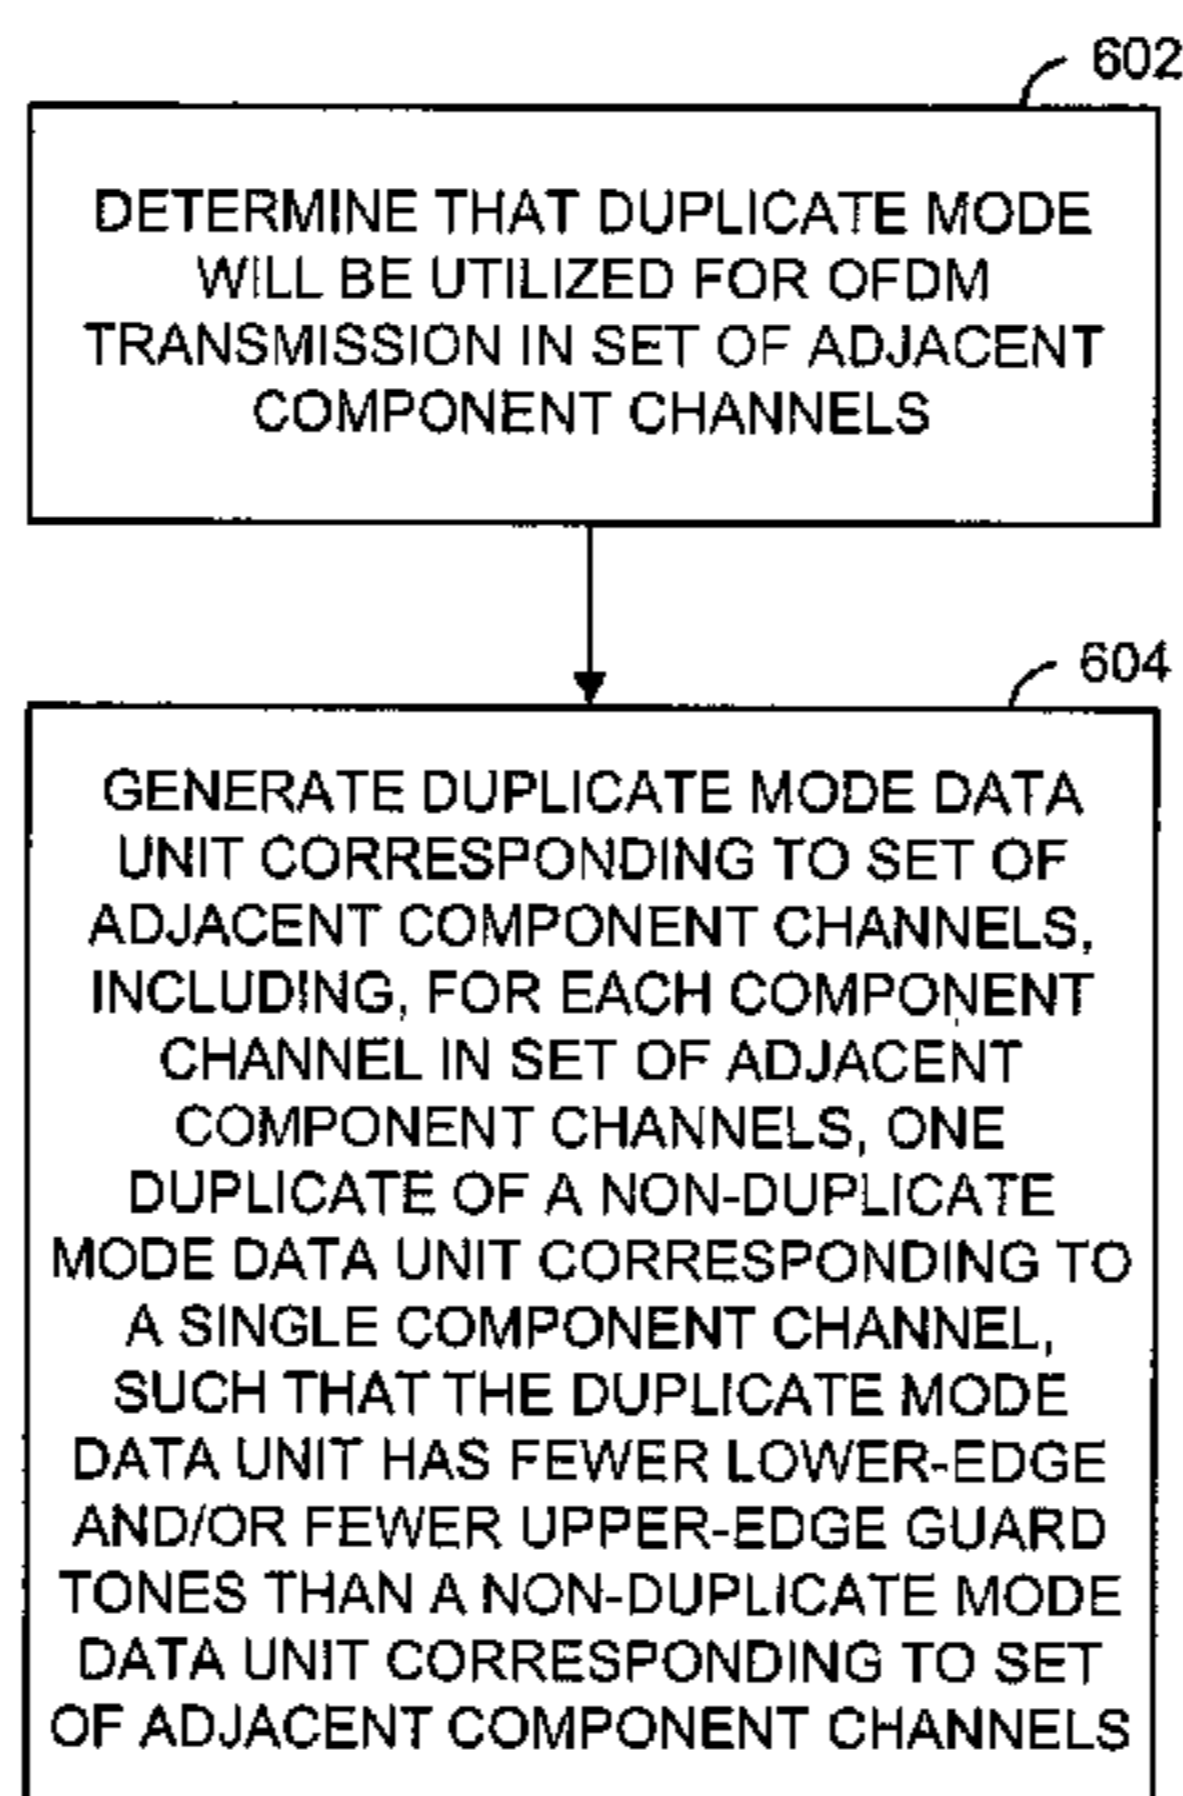 602
DETERMINE THAT DUPLICATE MODE
WILL BE UTILIZED FOR OFDM
TRANSMISSION IN SET OF ADJACENT
COMPONENT CHANNELS
604
GENERATE DUPLICATE MODE DATA
UNIT CORRESPONDING TO SET OF
ADJACENT COMPONENT CHANNELS,
INCLUDING, FOR EACH COMPONENT
CHANNEL IN SET OF ADJACENT
COMPONENT CHANNELS, ONE
DUPLICATE OF A NON-DUPLICATE
MODE DATA UNIT CORRESPONDING TO
A SINGLE COMPONENT CHANNEL,
SUCH THAT THE DUPLICATE MODE
DATA UNIT HAS FEWER LOWER-EDGE
AND/OR FEWER UPPER-EDGE GUARD
TONES THAN A NON-DUPLICATE MODE
DATA UNIT CORRESPONDING TO SET
OF ADJACENT COMPONENT CHANNELS